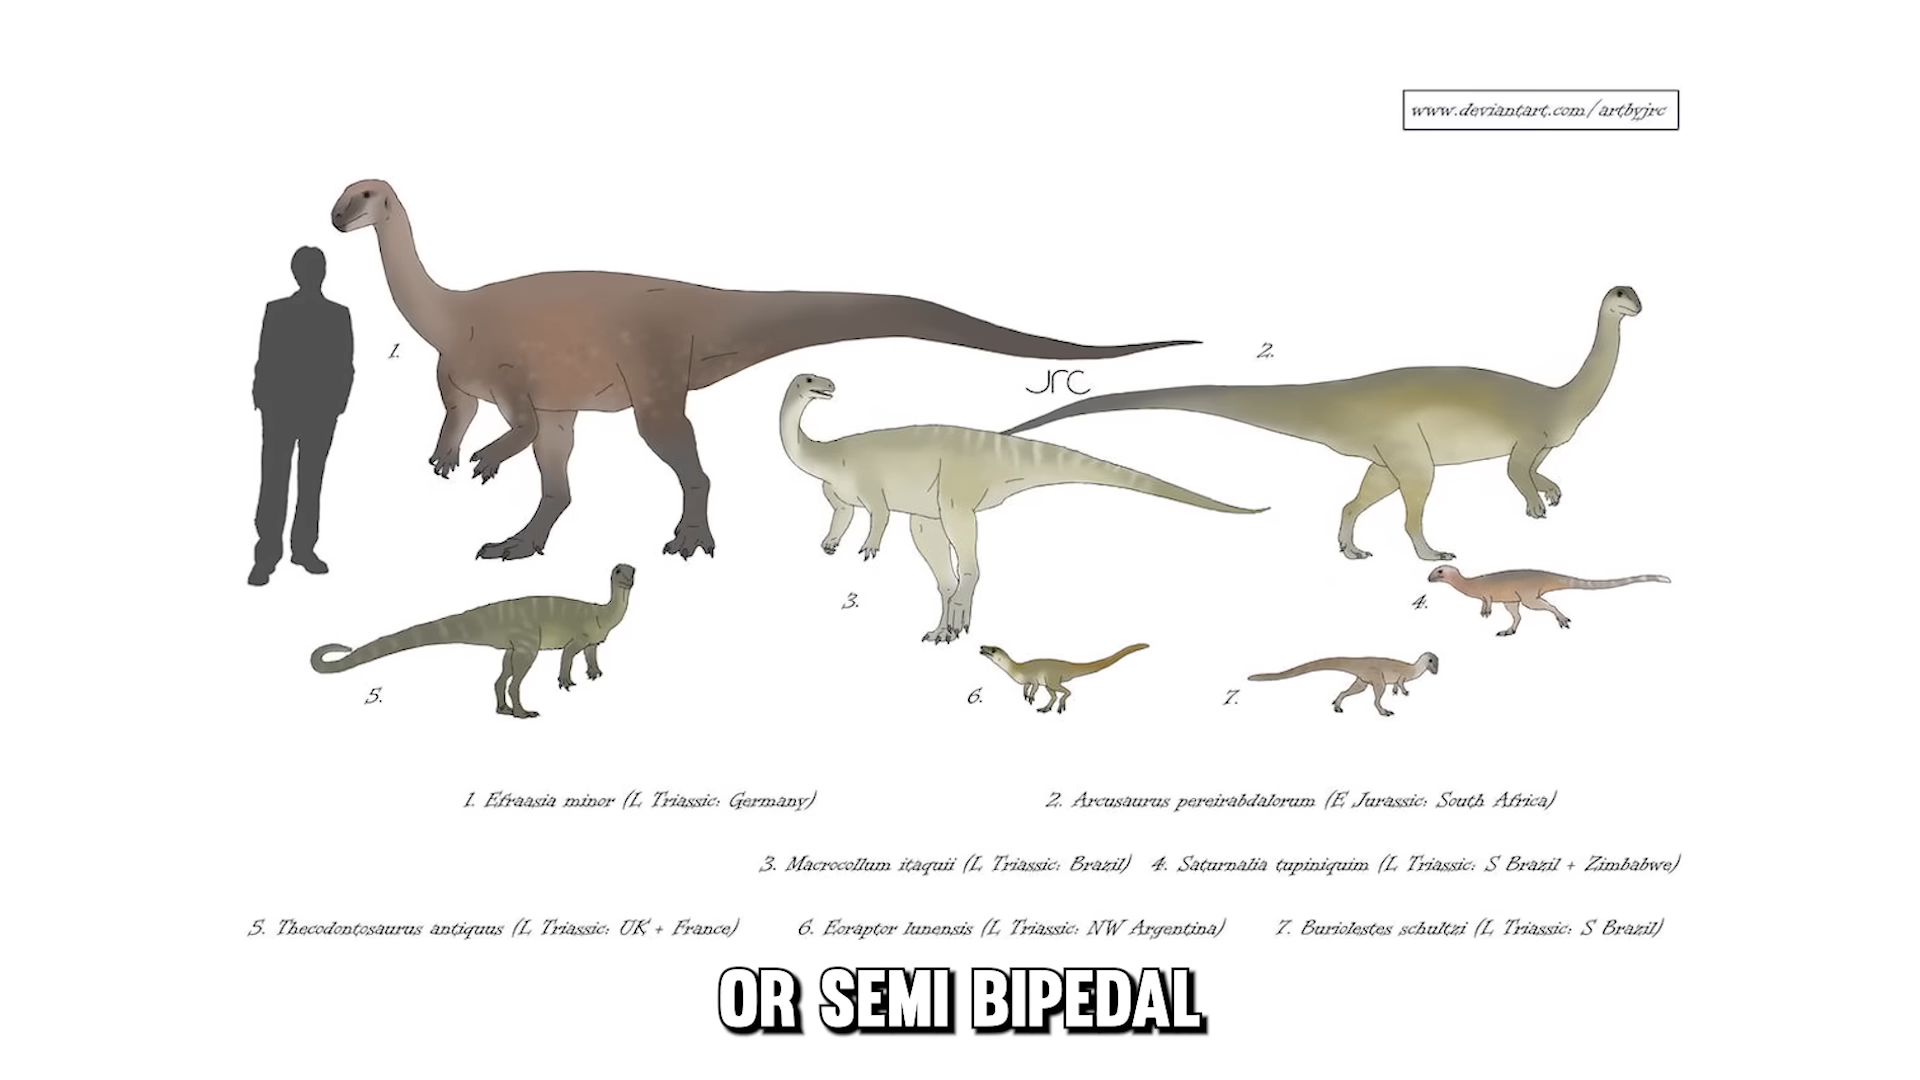 www.deviantart.com/artbyjrc
1.
2.
jrc
3.
4.
5.
6.
7.
1. Efraasia minor (L Triassic: Germany)
2. Arcusaurus pereirabdalorum (E Jurassic: South Africa)
3. Macrocollum itaquii (L Triassic: Brazil)
4. Saturnalia tupiniquim (L Triassic: S Brazil + Zimbabwe)
5. Thecodontosaurus antiquus (L Triassic: UK + France)
6. Eoraptor lunensis (L Triassic: NW Argentina)
7. Buriolestes schultzi (L Triassic: S Brazil)
OR SEMI BIPEDAL